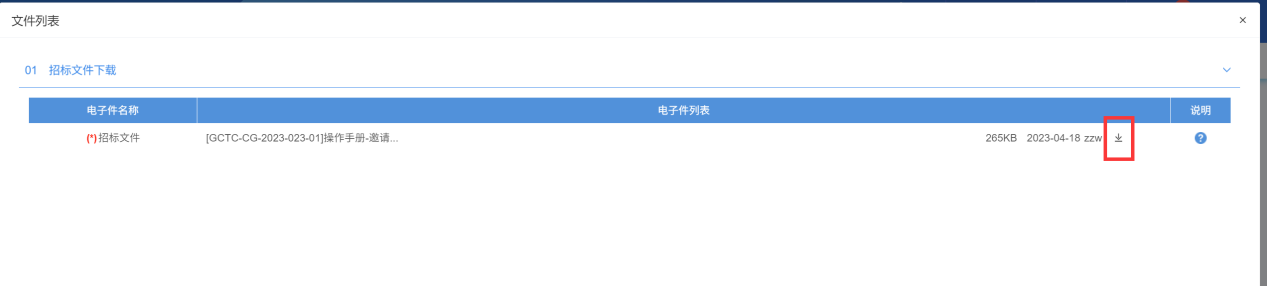 文件列表 ×
01 招标文件下载
电子件名称 电子件列表 说明
(*)招标文件 [GCTC-CG-2023-023-01]操作手册-邀请... 265KB 2023-04-18 zzw ?